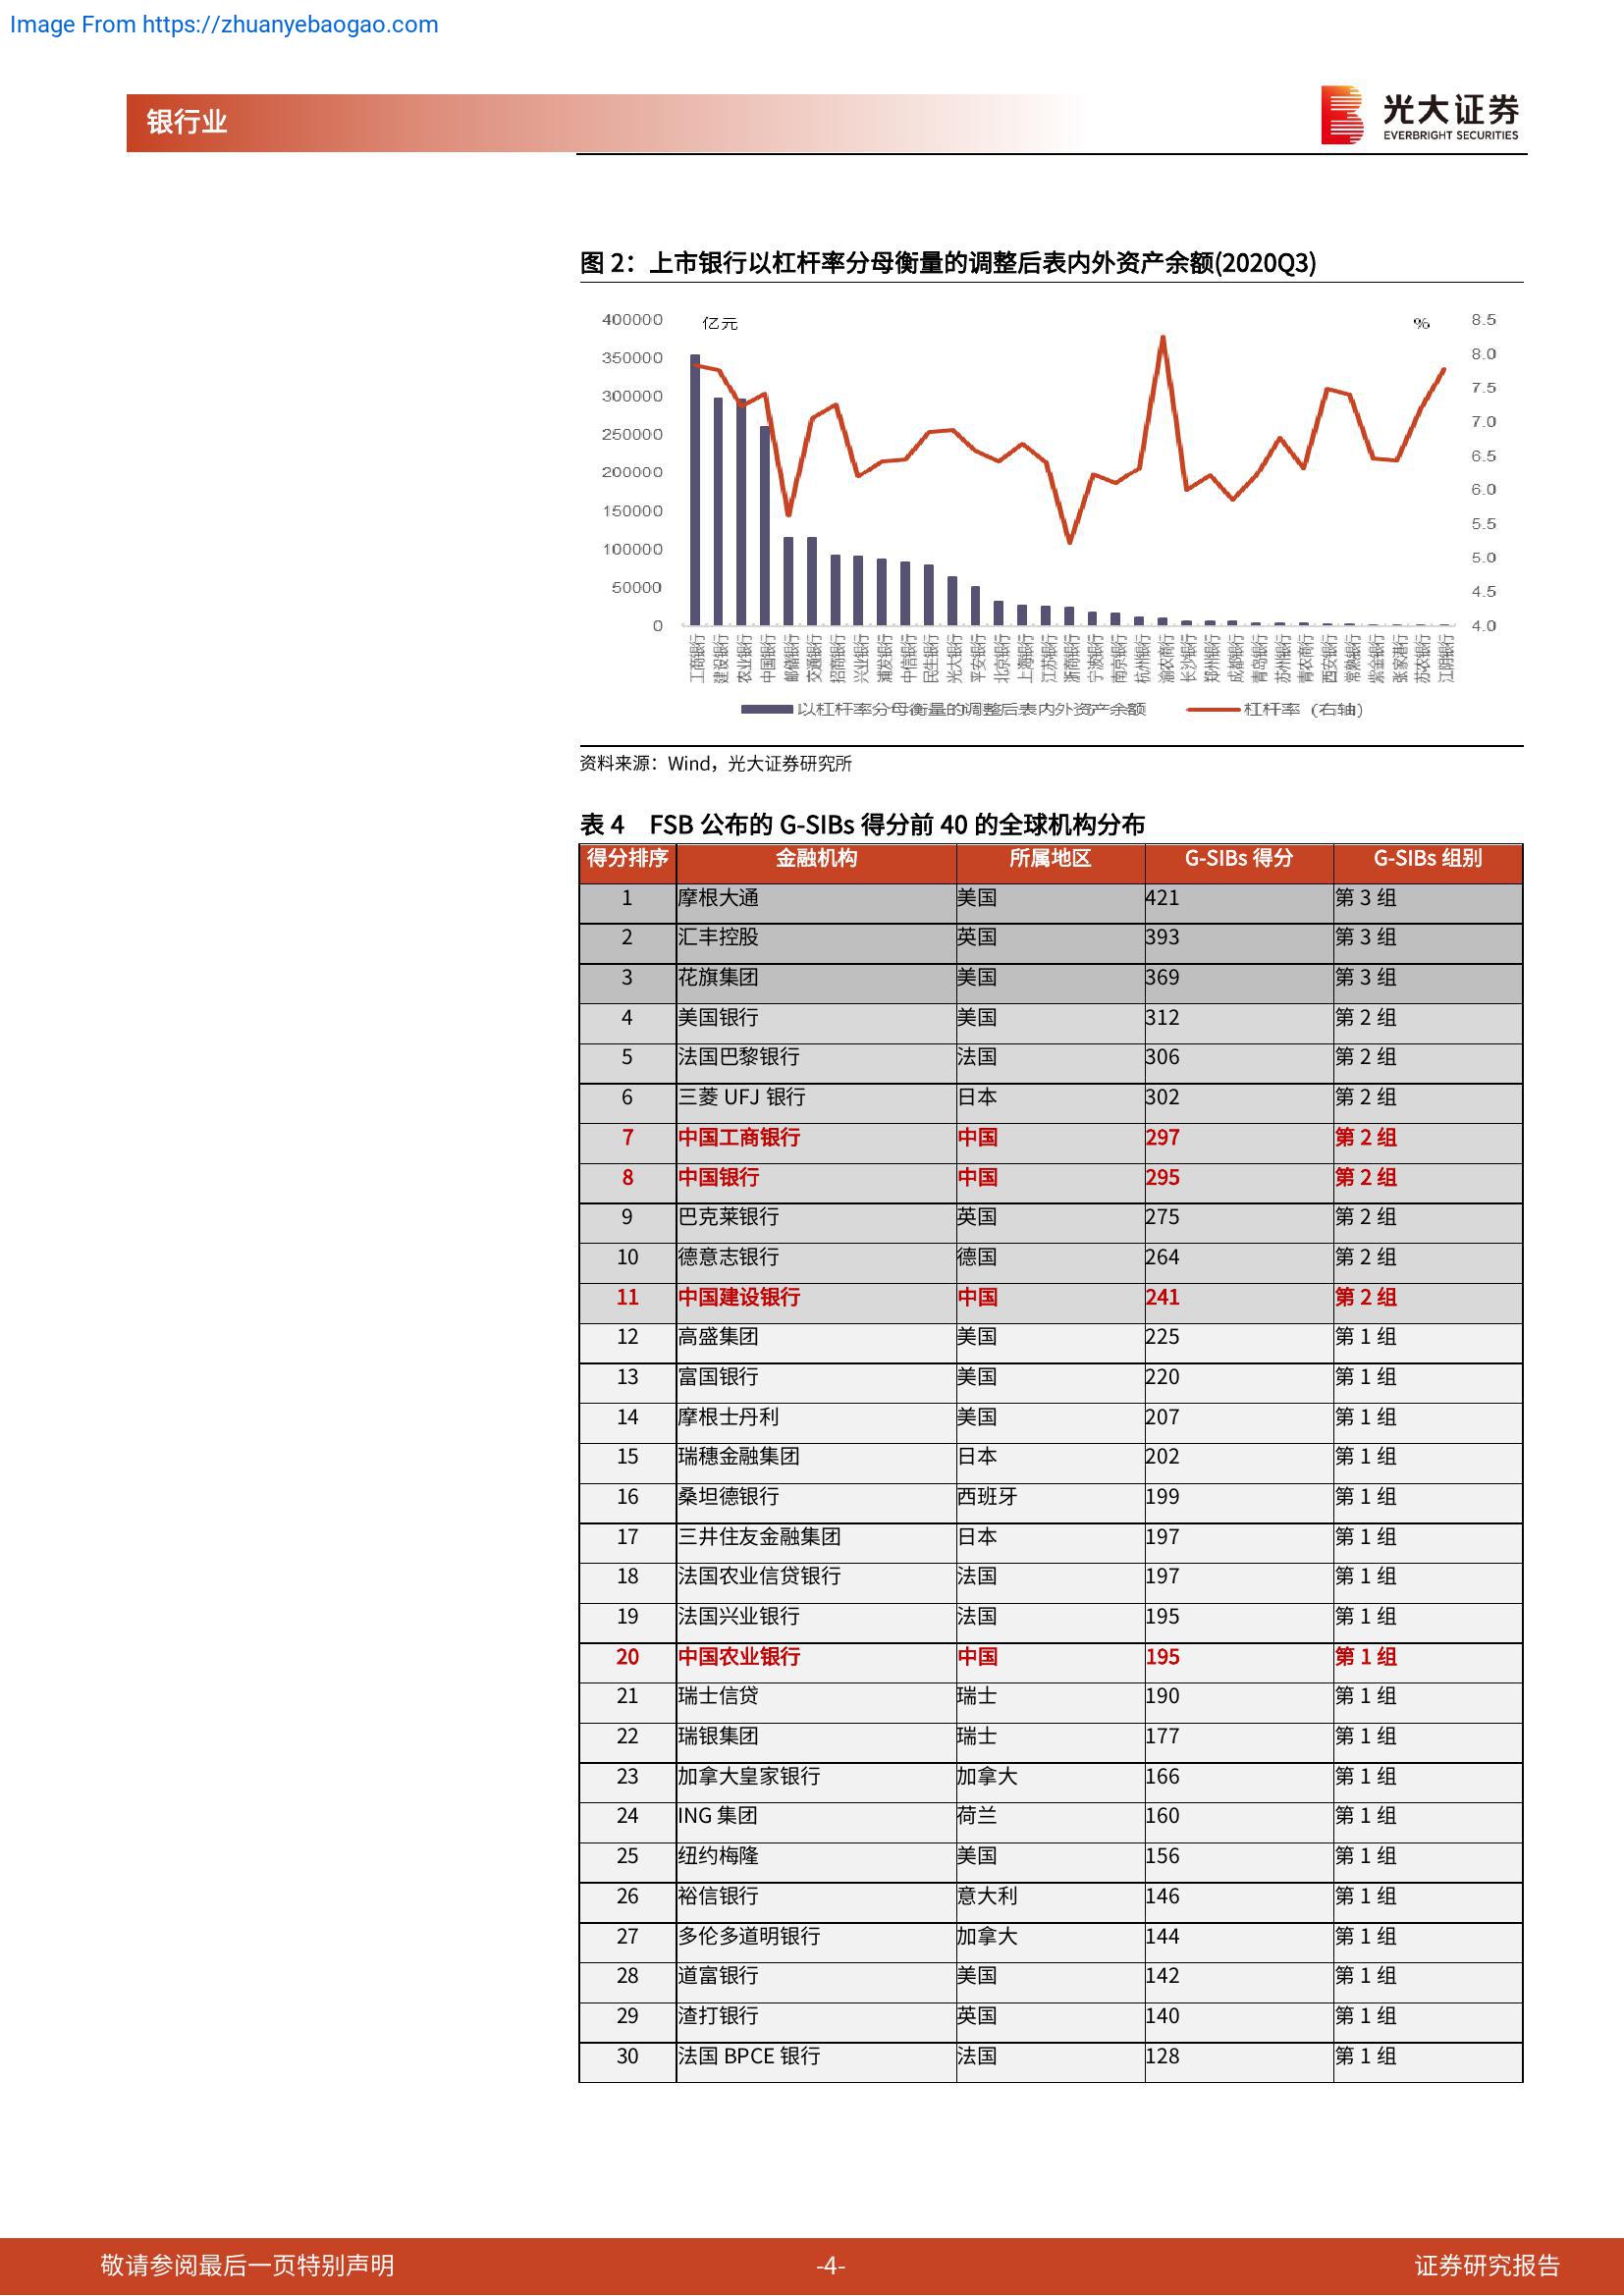 Image From https://zhuanyebaogao.com
银行业
光大证券
EVERBRIGHT SECURITIES
图 2：上市银行以杠杆率分母衡量的调整后表内外资产余额(2020Q3)
亿元
%
400000
350000
300000
250000
200000
150000
100000
50000
0
8.5
8.0
7.5
7.0
6.5
6.0
5.5
5.0
4.5
4.0
工商银行
建设银行
农业银行
中国银行
邮储银行
交通银行
招商银行
兴业银行
浦发银行
中信银行
民生银行
光大银行
平安银行
北京银行
上海银行
江苏银行
浙商银行
宁波银行
南京银行
杭州银行
渝农商行
长沙银行
郑州银行
成都银行
青岛银行
苏州银行
青农商行
西安银行
常熟银行
紫金银行
张家港行
苏农银行
江阴银行
以杠杆率分母衡量的调整后表内外资产余额 杠杆率（右轴）
资料来源：Wind，光大证券研究所
表 4 FSB 公布的 G-SIBs 得分前 40 的全球机构分布
得分排序 金融机构 所属地区 G-SIBs 得分 G-SIBs 组别
1 摩根大通 美国 421 第 3 组
2 汇丰控股 英国 393 第 3 组
3 花旗集团 美国 369 第 3 组
4 美国银行 美国 312 第 2 组
5 法国巴黎银行 法国 306 第 2 组
6 三菱 UFJ 银行 日本 302 第 2 组
7 中国工商银行 中国 297 第 2 组
8 中国银行 中国 295 第 2 组
9 巴克莱银行 英国 275 第 2 组
10 德意志银行 德国 264 第 2 组
11 中国建设银行 中国 241 第 2 组
12 高盛集团 美国 225 第 1 组
13 富国银行 美国 220 第 1 组
14 摩根士丹利 美国 207 第 1 组
15 瑞穗金融集团 日本 202 第 1 组
16 桑坦德银行 西班牙 199 第 1 组
17 三井住友金融集团 日本 197 第 1 组
18 法国农业信贷银行 法国 197 第 1 组
19 法国兴业银行 法国 195 第 1 组
20 中国农业银行 中国 195 第 1 组
21 瑞士信贷 瑞士 190 第 1 组
22 瑞银集团 瑞士 177 第 1 组
23 加拿大皇家银行 加拿大 166 第 1 组
24 ING 集团 荷兰 160 第 1 组
25 纽约梅隆 美国 156 第 1 组
26 裕信银行 意大利 146 第 1 组
27 多伦多道明银行 加拿大 144 第 1 组
28 道富银行 美国 142 第 1 组
29 渣打银行 英国 140 第 1 组
30 法国 BPCE 银行 法国 128 第 1 组
敬请参阅最后一页特别声明 -4- 证券研究报告